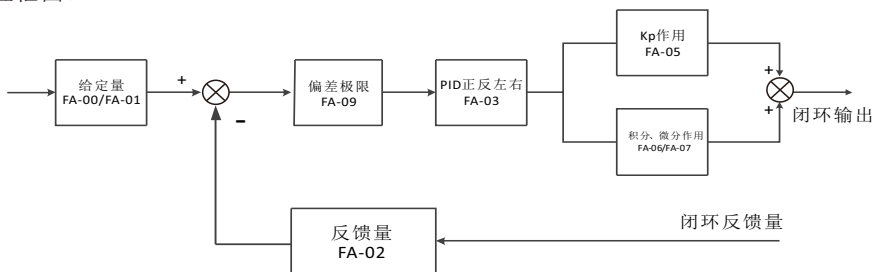 Kp作用
FA-05
给定量
FA-00/FA-01
+
偏差极限
FA-09
PID正反左右
FA-03
+
+
闭环输出
-
积分、微分作用
FA-06/FA-07
反馈量
FA-02
闭环反馈量